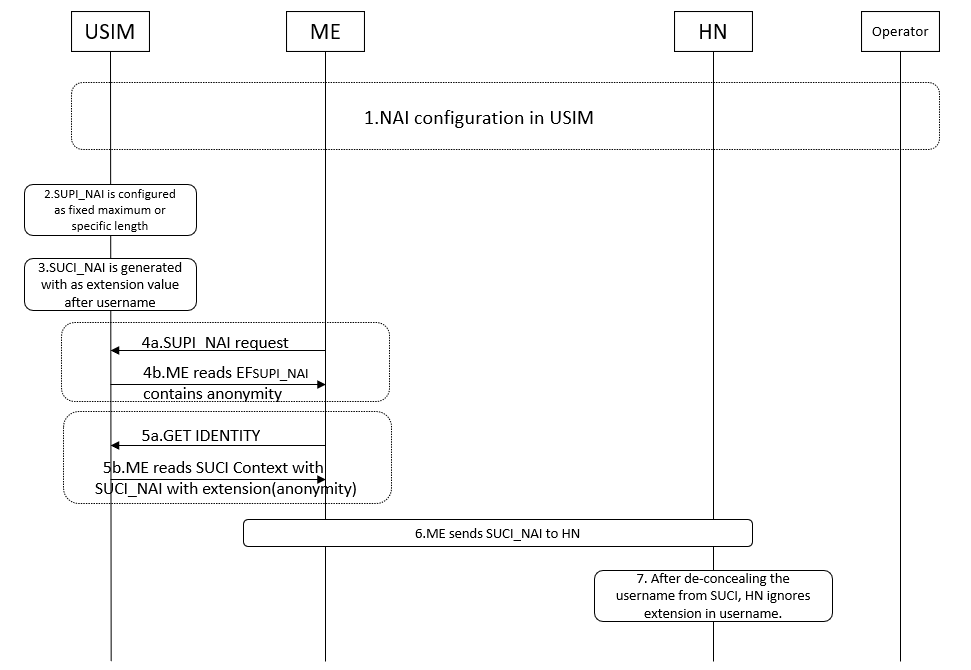 USIM
ME
HN
Operator
1.NAI configuration in USIM
2.SUPI_NAI is configured
as fixed maximum or
specific length
3.SUCI_NAI is generated
with as extension value
after username
4a.SUPI_NAI request
4b.ME reads EFSUPI_NAI
contains anonymity
5a.GET IDENTITY
5b.ME reads SUCI Context with
SUCI_NAI with extension(anonymity)
6.ME sends SUCI_NAI to HN
7. After de-concealing the
username from SUCI, HN ignores
extension in username.